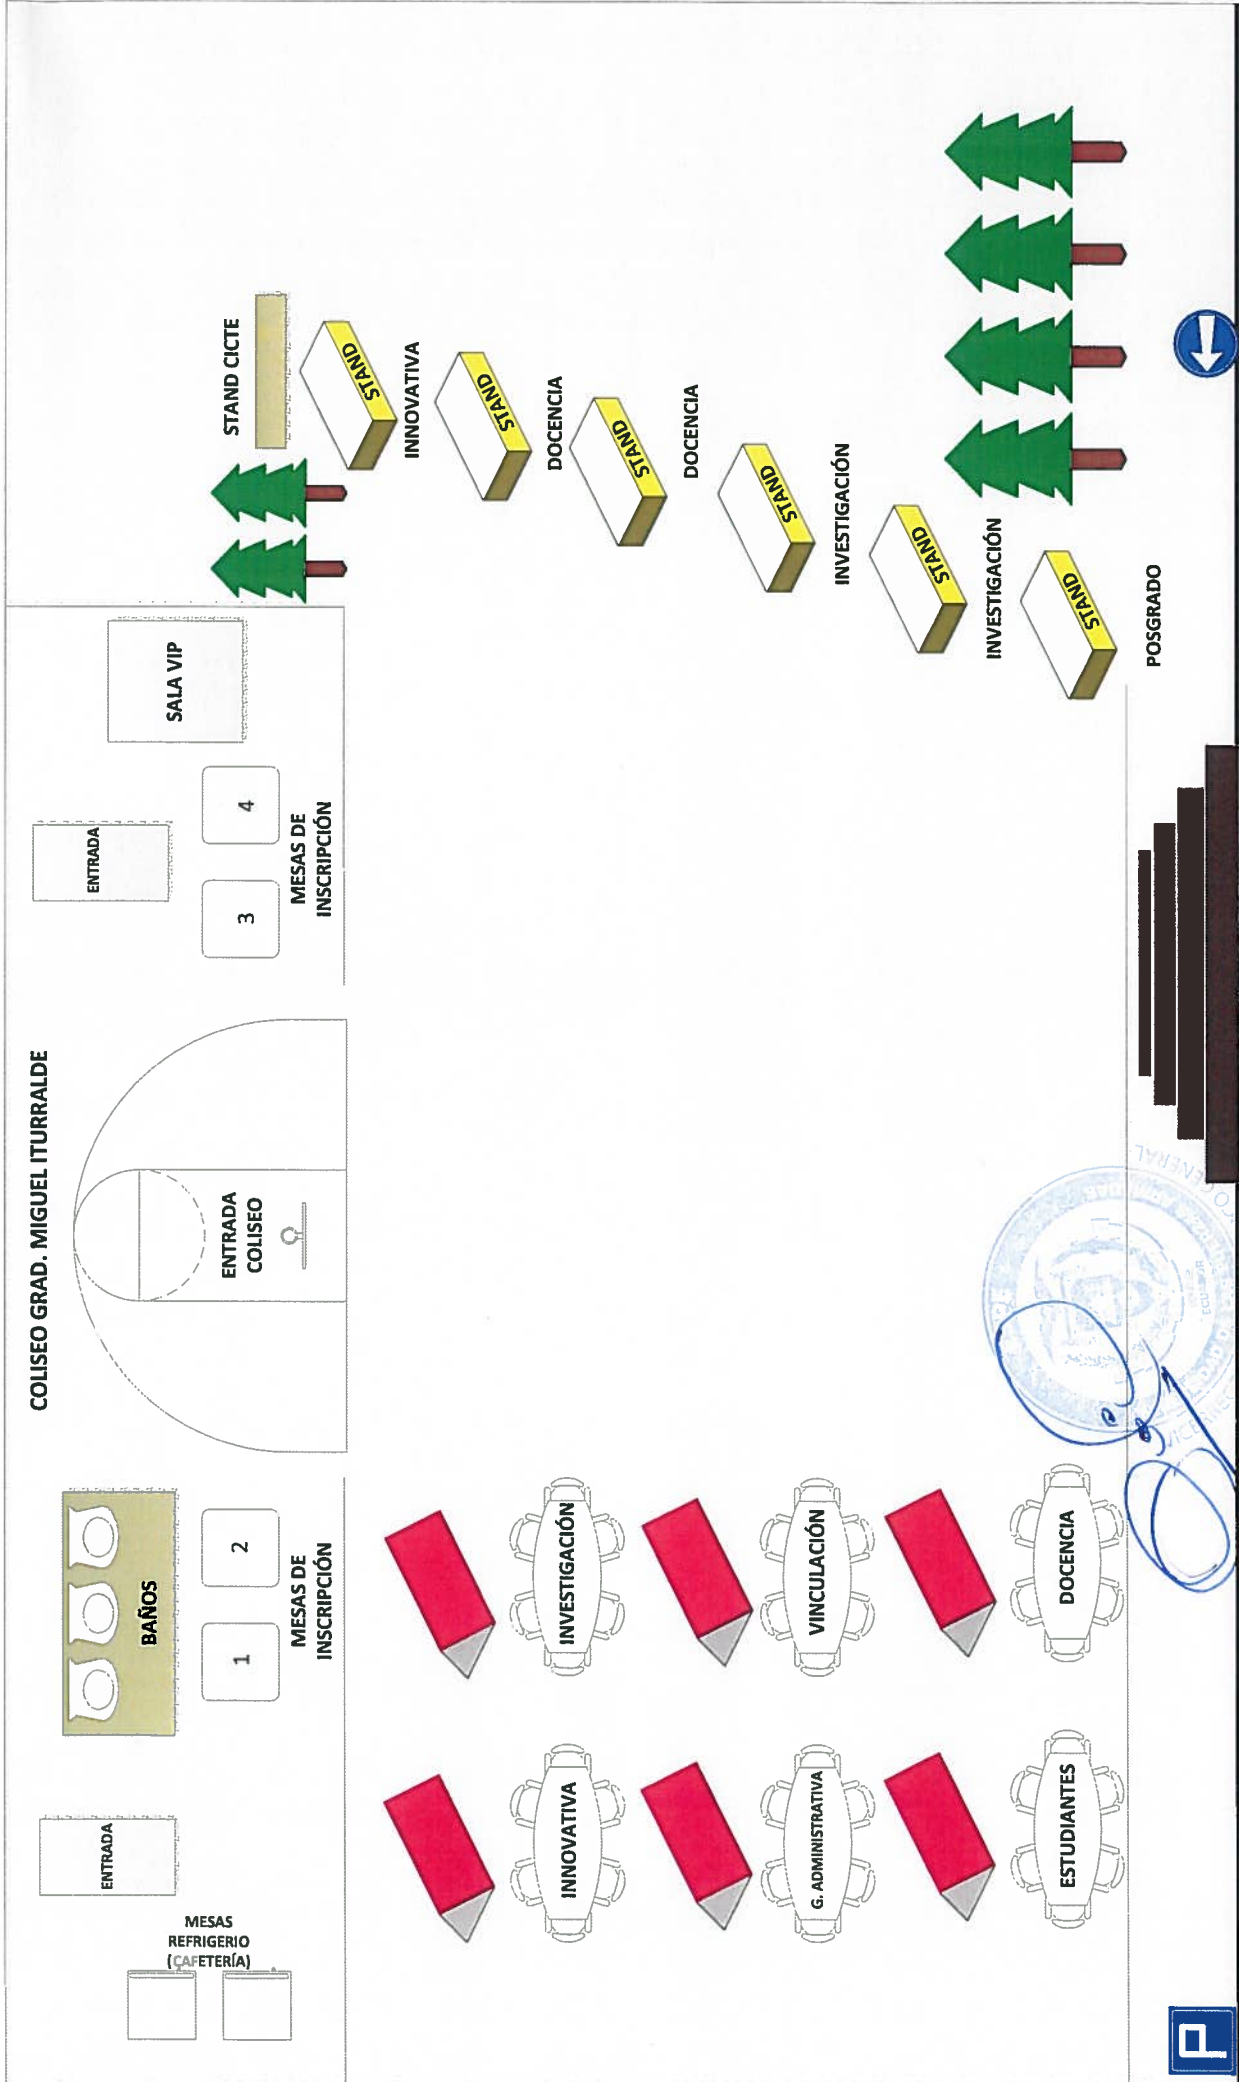 COLISEO GRAD. MIGUEL ITURRALDE
MESAS
REFRIGERIO
(CAFETERÍA)
ENTRADA
BAÑOS
1
2
MESAS DE
INSCRIPCIÓN
ENTRADA
COLISEO
ENTRADA
3
4
MESAS DE
INSCRIPCIÓN
SALA VIP
STAND CICTE
STAND
INNOVATIVA
STAND
DOCENCIA
STAND
DOCENCIA
STAND
INVESTIGACIÓN
STAND
INVESTIGACIÓN
STAND
POSGRADO
INNOVATIVA
INVESTIGACIÓN
G. ADMINISTRATIVA
VINCULACIÓN
ESTUDIANTES
DOCENCIA
P
ECUADOR